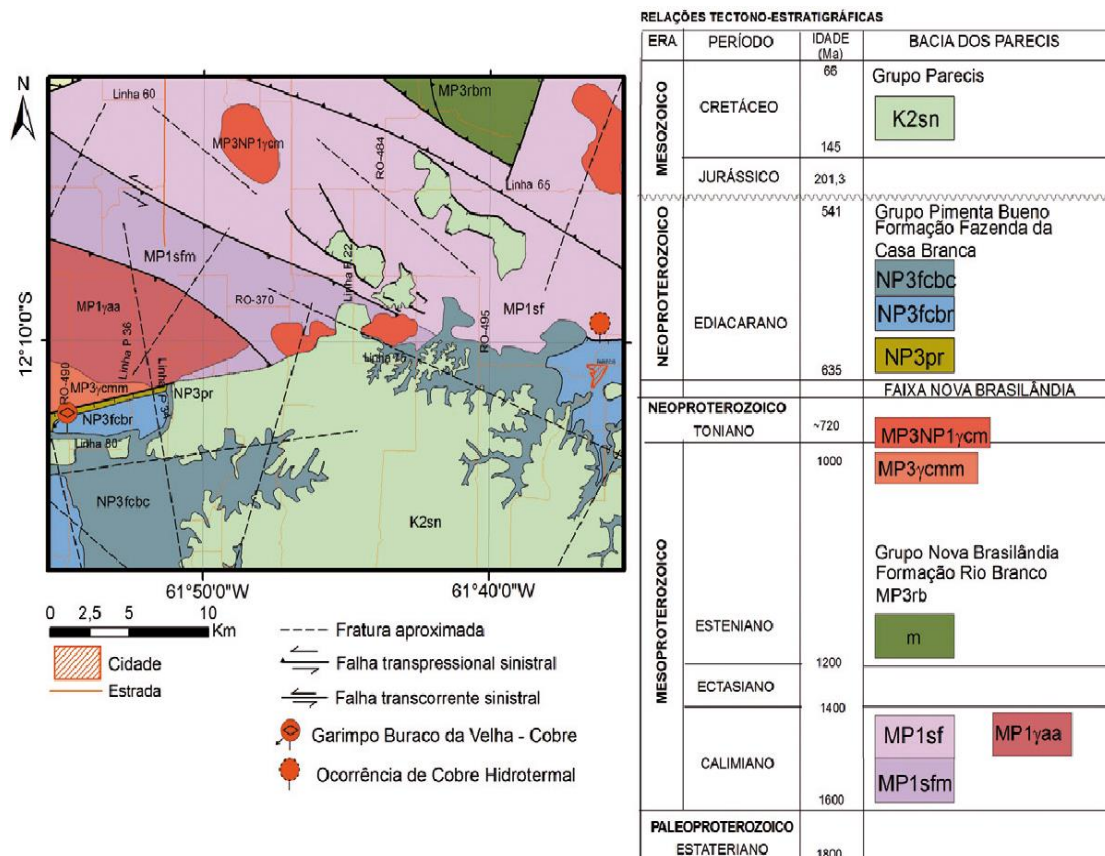 N
Linha 60
MP3rbm
MP3NP1γcm
RO-484
Linha 65
MP1sfm
Linha P.22
MP1γaa
RO-370
MP1sf
12°10'0"S
RO-495
Linha P 36
Linha 75
RO-490
MP3γcmm
NP3pr
Linha P 34
NP3fcbr
Linha 80
NP3fcbc
K2sn
61°50'0"W
61°40'0"W
0 2,5 5 10
Km
Cidade
Estrada
Fratura aproximada
Falha transpressional sinistral
Falha transcorrente sinistral
Garimpo Buraco da Velha - Cobre
Ocorrência de Cobre Hidrotermal
RELAÇÕES TECTONO-ESTRATIGRÁFICAS
ERA PERÍODO IDADE (Ma) BACIA DOS PARECIS
MESOZOICO
66
Grupo Parecis
CRETÁCEO
K2sn
145
JURÁSSICO 201,3
NEOPROTEROZOICO
541
Grupo Pimenta Bueno
Formação Fazenda da
Casa Branca
NP3fcbc
NP3fcbr
EDIACARANO
NP3pr
635
FAIXA NOVA BRASILÂNDIA
NEOPROTEROZOICO
TONIANO ~720
MP3NP1γcm
1000
MP3γcmm
MESOPROTEROZOICO
Grupo Nova Brasilândia
Formação Rio Branco
MP3rb
ESTENIANO
m
1200
ECTASIANO
1400
MP1sf MP1γaa
CALIMIANO
MP1sfm
1600
PALEOPROTEROZOICO
ESTATERIANO 1800